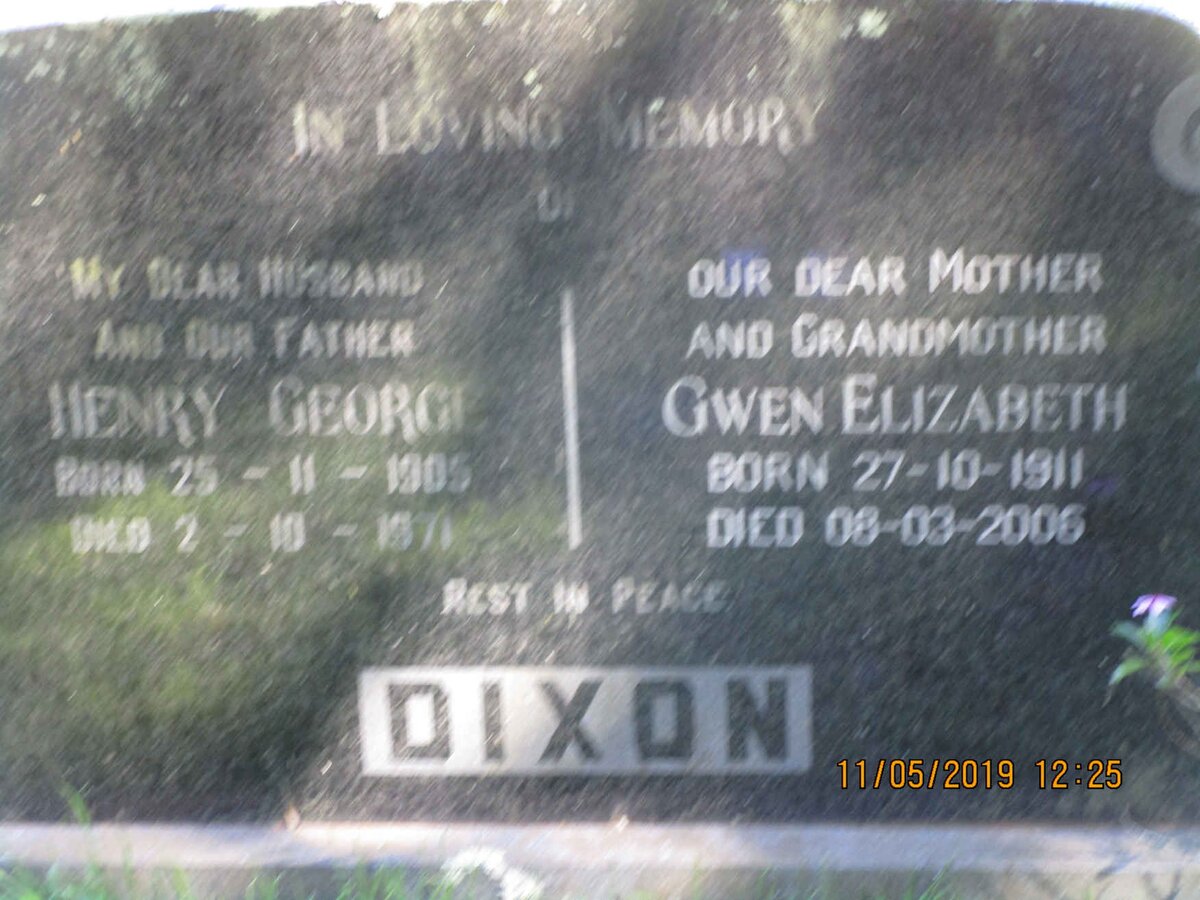 IN LOVING MEMORY
OF
MY DEAR HUSBAND
AND OUR FATHER
HENRY GEORGE
BORN 25 - 11 - 1905
DIED 2 - 10 - 1971
OUR DEAR MOTHER
AND GRANDMOTHER
GWEN ELIZABETH
BORN 27-10-1911
DIED 08-03-2006
REST IN PEACE
DIXON
11/05/2019 12:25